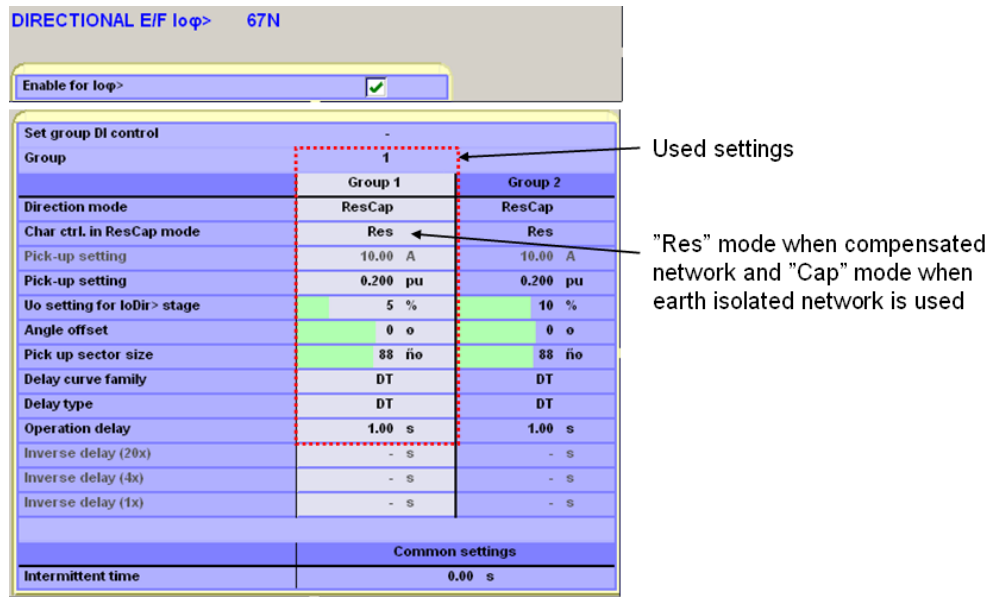 DIRECTIONAL E/F Ioφ> 67N
Enable for Ioφ>
Set group DI control -
Group 1
Used settings
Group 1 Group 2
Direction mode ResCap ResCap
Char ctrl. in ResCap mode Res Res
Pick-up setting 10.00 A 10.00 A
Pick-up setting 0.200 pu 0.200 pu
Uo setting for IoDir> stage 5 % 10 %
Angle offset 0 o 0 o
Pick up sector size 88 ño 88 ño
Delay curve family DT DT
Delay type DT DT
Operation delay 1.00 s 1.00 s
Inverse delay (20x) - s - s
Inverse delay (4x) - s - s
Inverse delay (1x) - s - s
Common settings
Intermittent time 0.00 s
”Res” mode when compensated
network and ”Cap” mode when
earth isolated network is used